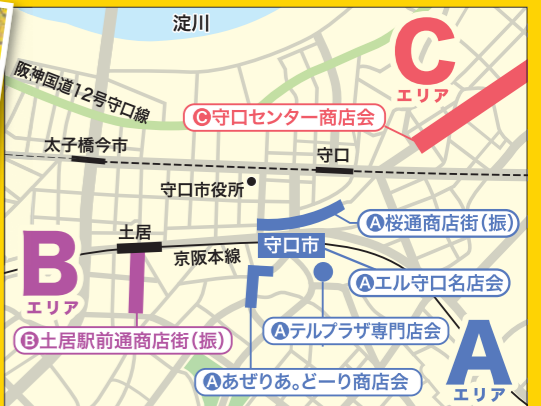 淀川
C
エリア
阪神国道12号守口線
C守口センター商店会
太子橋今市
守口
守口市役所
A桜通商店街(振)
土居
守口市
京阪本線
B
エリア
Aエル守口名店会
Aテルプラザ専門店会
B土居駅前通商店街(振)
A
エリア
Aあぜりあ。どーり商店会